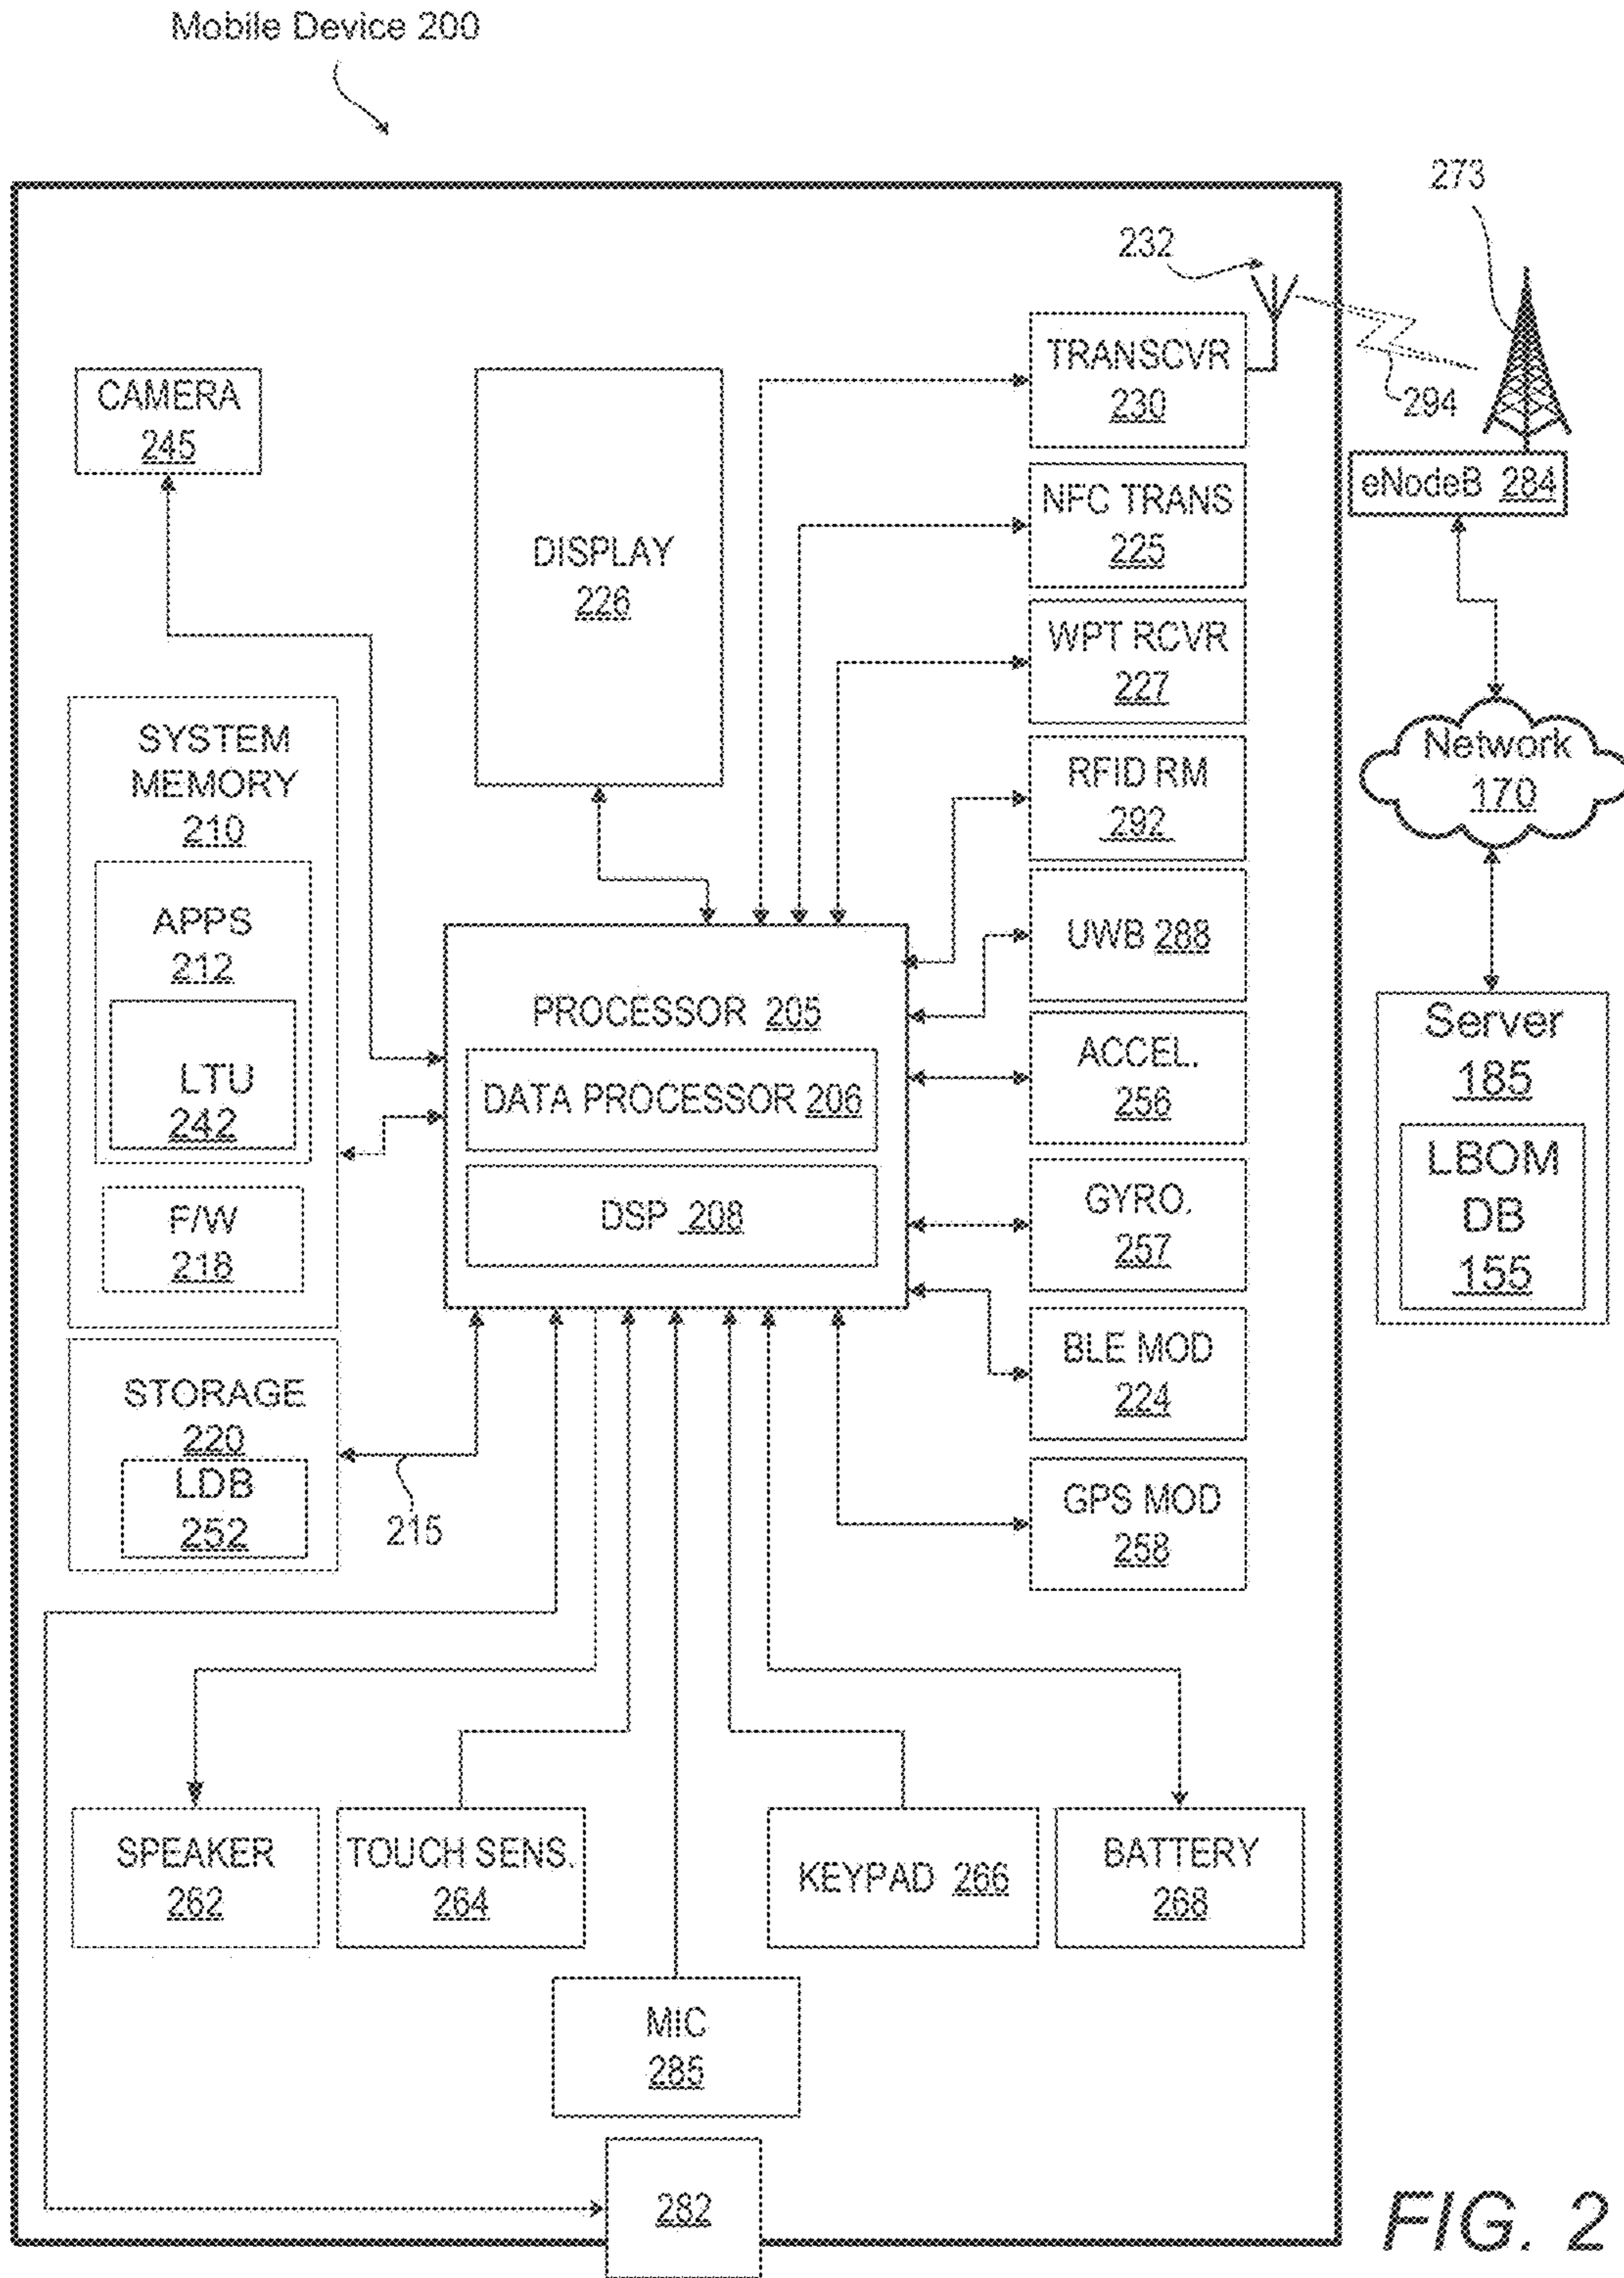 Mobile Device 200
273
232
TRANSCVR
230
294
CAMERA
245
DISPLAY
226
NFC TRANS
225
eNodeB 284
WPT RCVR
227
SYSTEM
MEMORY
210
APPS
212
LTU
242
F/W
218
RFID RM
292
Network
170
UWB 288
PROCESSOR 205
DATA PROCESSOR 206
DSP 208
ACCEL.
256
Server
185
LBOM
DB
155
GYRO.
257
BLE MOD
224
STORAGE
220
LDB
252
215
GPS MOD
258
SPEAKER
262
TOUCH SENS.
264
KEYPAD 266
BATTERY
268
MIC
285
282
FIG. 2